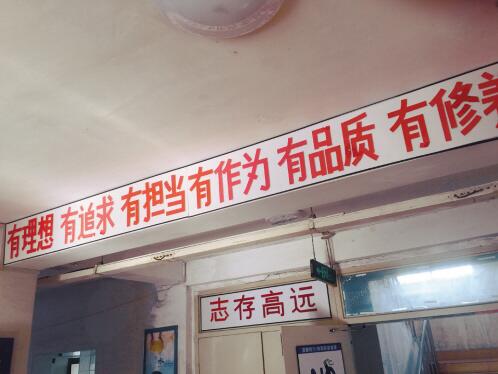 有理想 有追求 有担当 有作为 有品质 有修养
志存高远